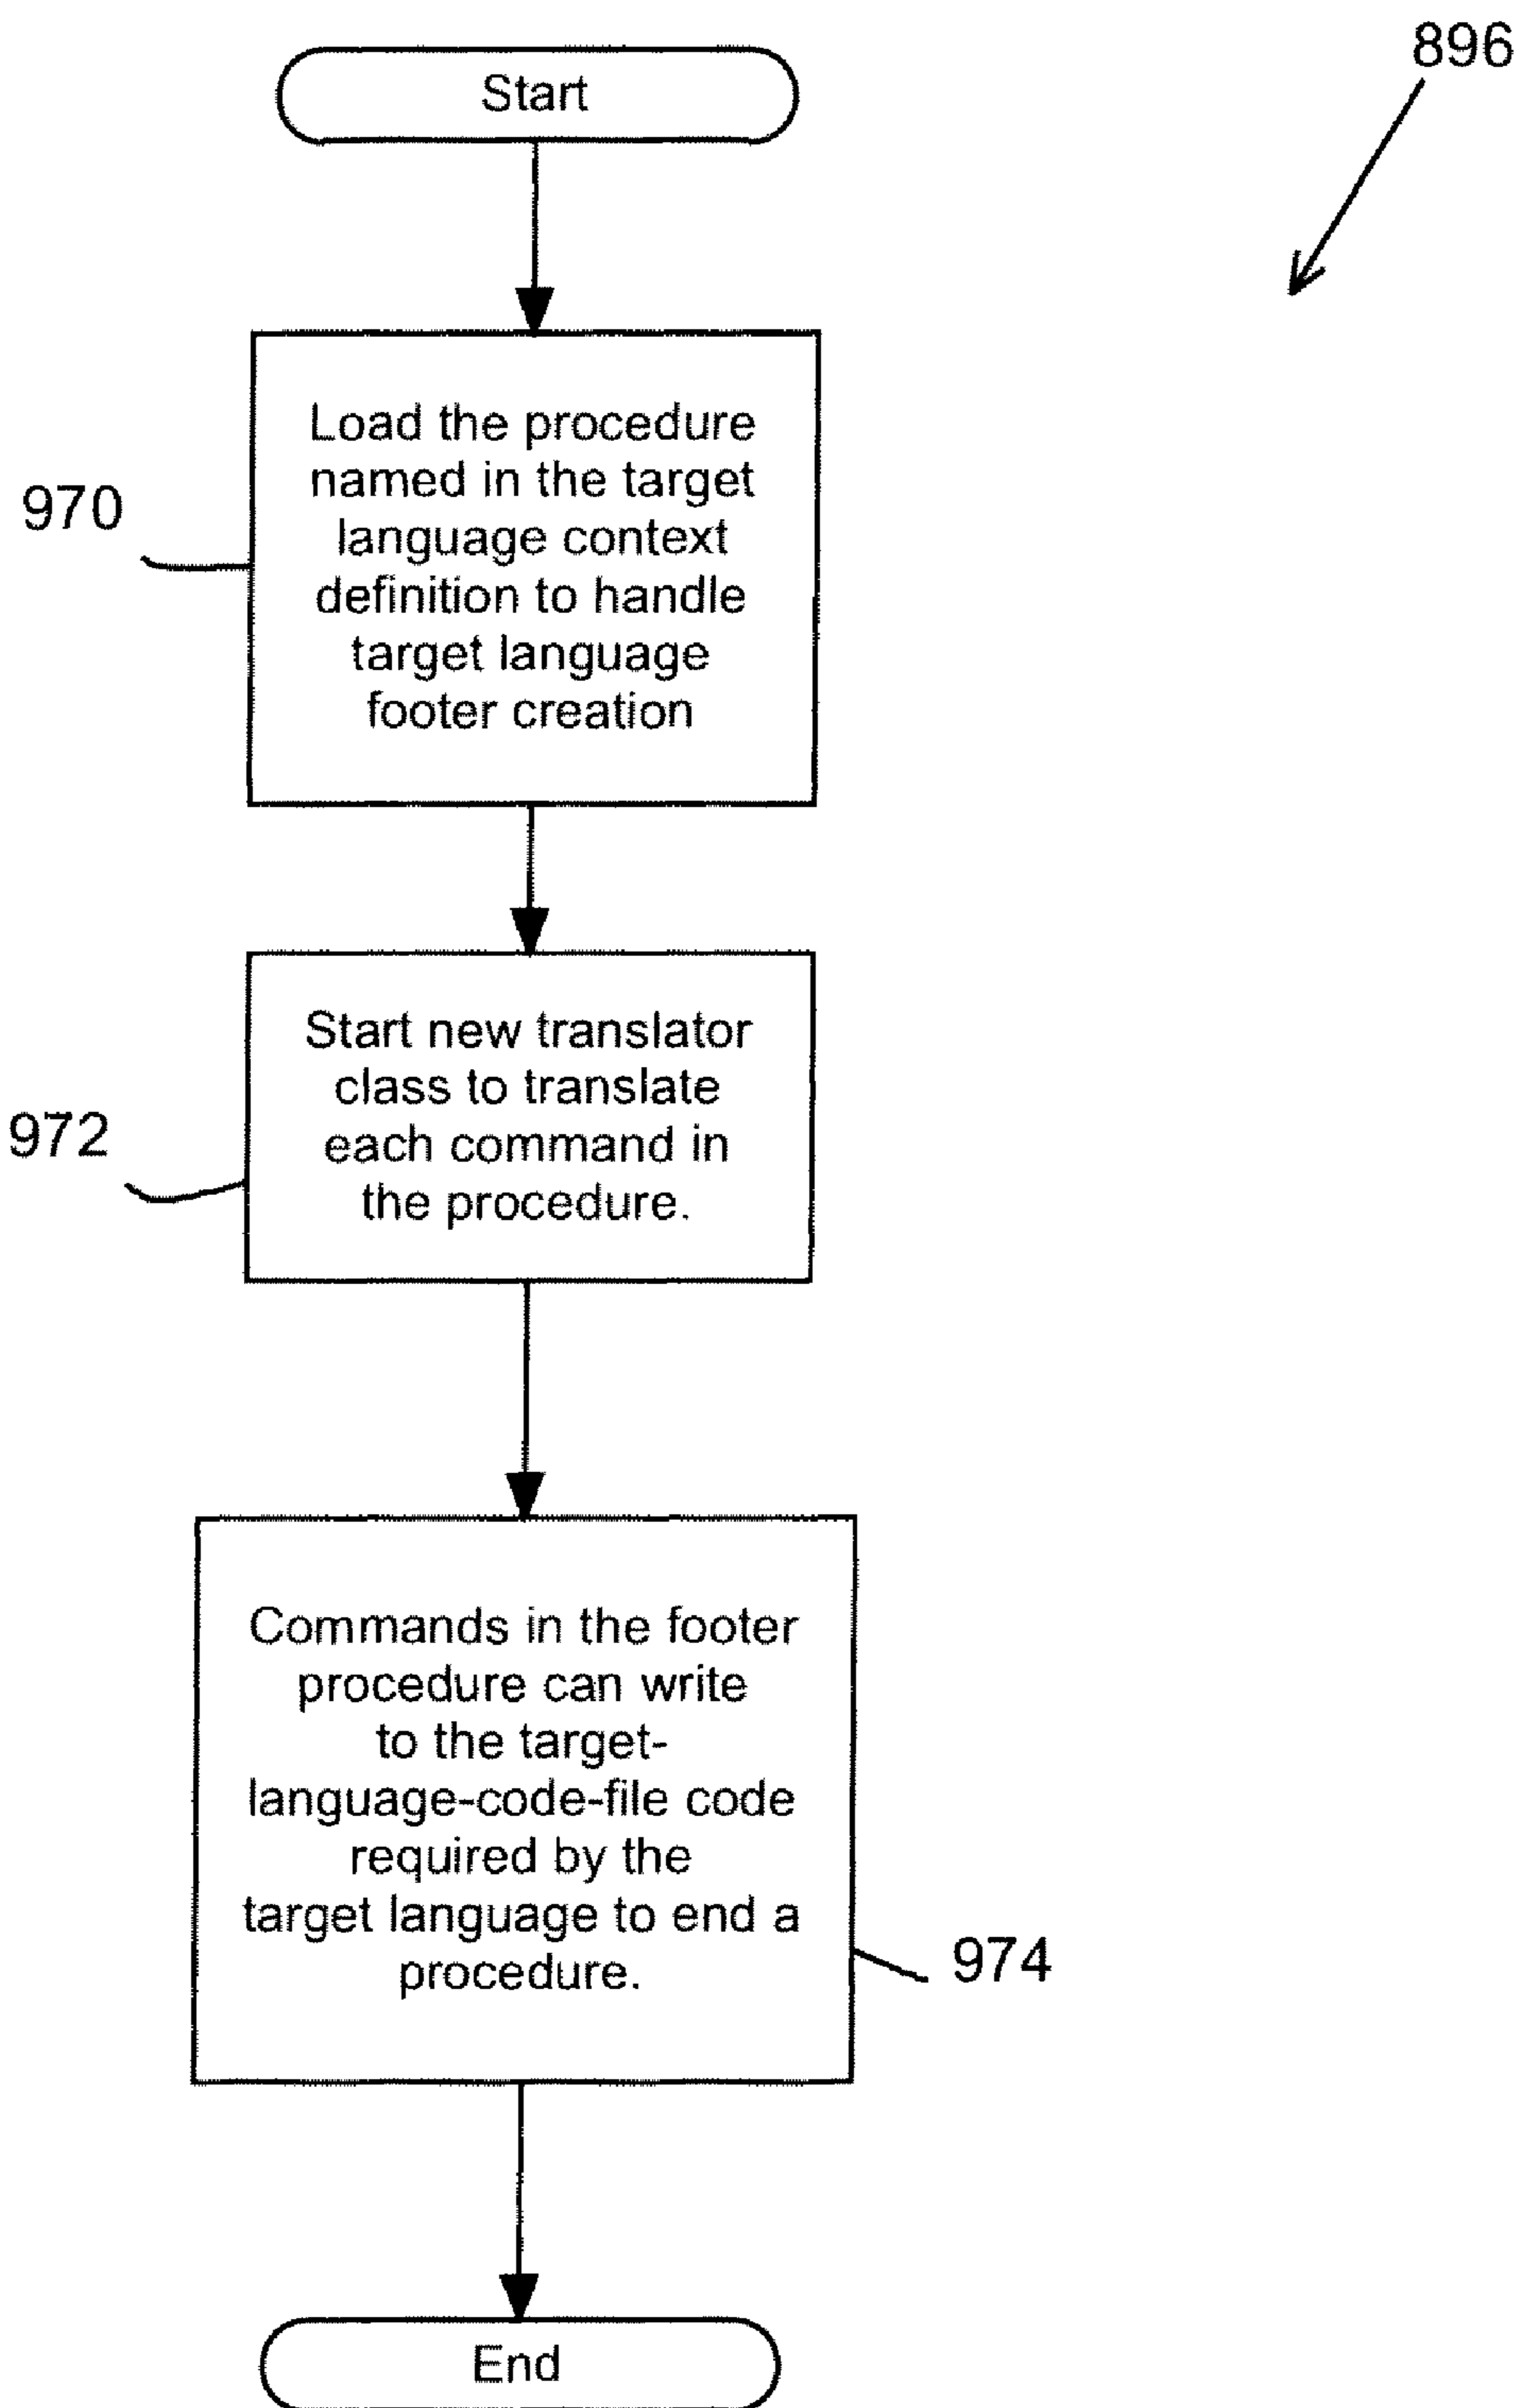 896
Start
Load the procedure
named in the target
language context
definition to handle
target language
footer creation
970
Start new translator
class to translate
each command in
the procedure.
972
Commands in the footer
procedure can write
to the target-
language-code-file code
required by the
target language to end a
procedure.
974
End